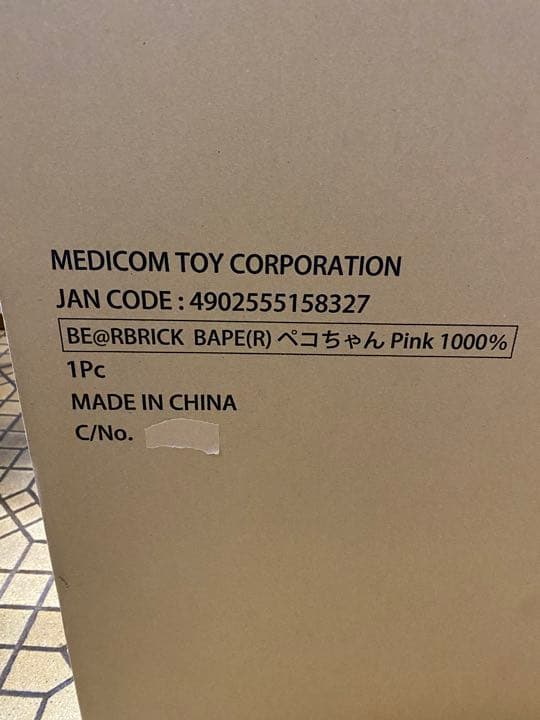 MEDICOM TOY CORPORATION
JAN CODE : 4902555158327
BE@RBRICK BAPE(R) ペコちゃん Pink 1000%
1Pc
MADE IN CHINA
C/No.